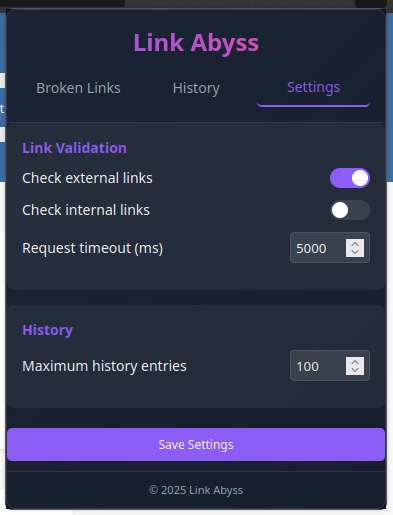 Link Abyss
Broken Links History Settings
Link Validation
Check external links
Check internal links
Request timeout (ms) 5000
History
Maximum history entries 100
Save Settings
© 2025 Link Abyss